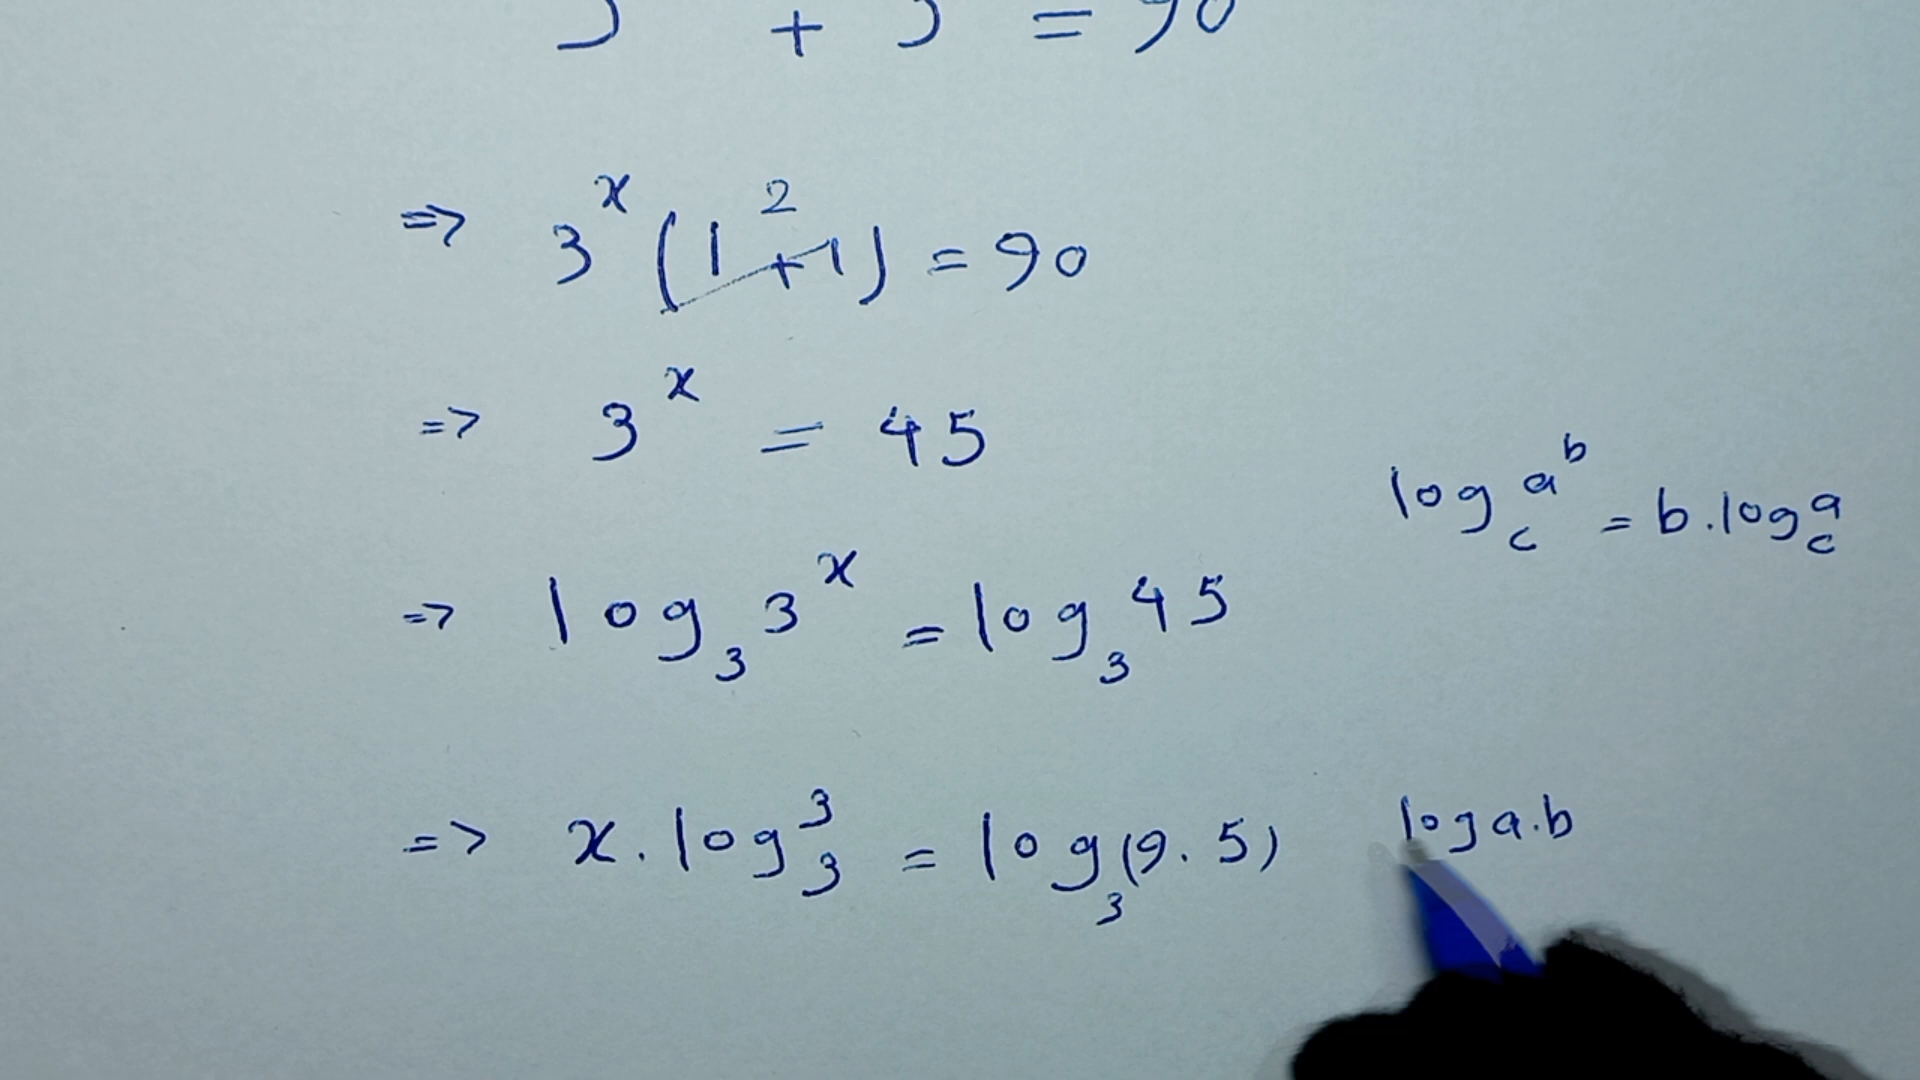 + = 90
=> 3^x (1 + 1) = 90
2
=> 3^x = 45
log_c a^b = b . log_c a
=> log_3 3^x = log_3 45
=> x . log_3 3 = log_3 (9 . 5)
log a . b